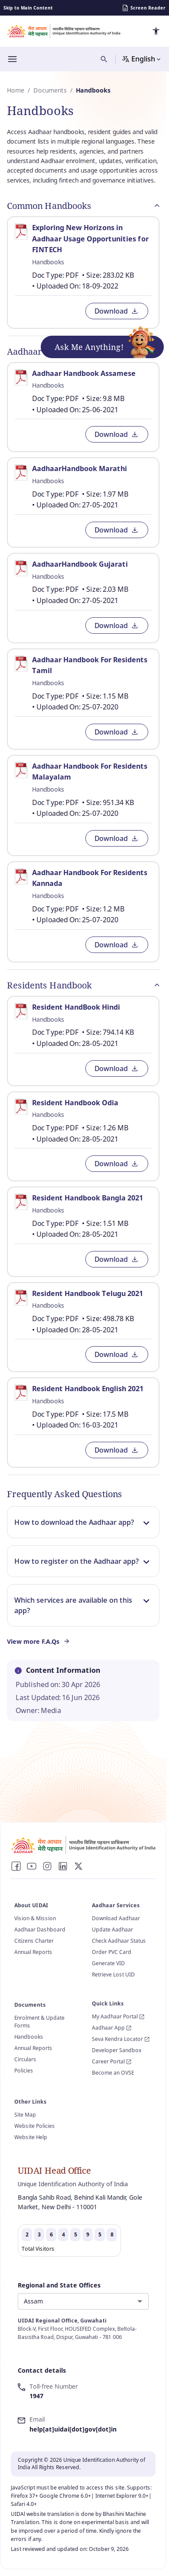 Skip to Main Content
Screen Reader
मेरा आधार
मेरी पहचान
भारतीय विशिष्ट पहचान प्राधिकरण
Unique Identification Authority of India
English
Home / Documents / Handbooks
Handbooks
Access Aadhaar handbooks, resident guides and valid
document lists in multiple regional languages. These
resources help residents, agencies, and partners
understand Aadhaar enrolment, updates, verification,
accepted documents and usage across various
services, including fintech and governance initiatives.
Common Handbooks
Exploring New Horizons in
Aadhaar Usage Opportunities for
FINTECH
Handbooks
Doc Type: PDF • Size: 283.02 KB
• Uploaded On: 18-09-2022
Download
Aadhaar
Ask Me Anything!
Aadhaar Handbook Assamese
Handbooks
Doc Type: PDF • Size: 9.8 MB
• Uploaded On: 25-06-2021
Download
AadhaarHandbook Marathi
Handbooks
Doc Type: PDF • Size: 1.97 MB
• Uploaded On: 27-05-2021
Download
AadhaarHandbook Gujarati
Handbooks
Doc Type: PDF • Size: 2.03 MB
• Uploaded On: 27-05-2021
Download
Aadhaar Handbook For Residents
Tamil
Handbooks
Doc Type: PDF • Size: 1.15 MB
• Uploaded On: 25-07-2020
Download
Aadhaar Handbook For Residents
Malayalam
Handbooks
Doc Type: PDF • Size: 951.34 KB
• Uploaded On: 25-07-2020
Download
Aadhaar Handbook For Residents
Kannada
Handbooks
Doc Type: PDF • Size: 1.2 MB
• Uploaded On: 25-07-2020
Download
Residents Handbook
Resident HandBook Hindi
Handbooks
Doc Type: PDF • Size: 794.14 KB
• Uploaded On: 28-05-2021
Download
Resident Handbook Odia
Handbooks
Doc Type: PDF • Size: 1.26 MB
• Uploaded On: 28-05-2021
Download
Resident Handbook Bangla 2021
Handbooks
Doc Type: PDF • Size: 1.51 MB
• Uploaded On: 28-05-2021
Download
Resident Handbook Telugu 2021
Handbooks
Doc Type: PDF • Size: 498.78 KB
• Uploaded On: 28-05-2021
Download
Resident Handbook English 2021
Handbooks
Doc Type: PDF • Size: 17.5 MB
• Uploaded On: 16-03-2021
Download
Frequently Asked Questions
How to download the Aadhaar app?
How to register on the Aadhaar app?
Which services are available on this
app?
View more F.A.Qs
Content Information
Published on: 30 Apr 2026
Last Updated: 16 Jun 2026
Owner: Media
मेरा आधार
मेरी पहचान
भारतीय विशिष्ट पहचान प्राधिकरण
Unique Identification Authority of India
About UIDAI
Vision & Mission
Aadhaar Dashboard
Citizens Charter
Annual Reports
Aadhaar Services
Download Aadhaar
Update Aadhaar
Check Aadhaar Status
Order PVC Card
Generate VID
Retrieve Lost UID
Documents
Enrolment & Update
Forms
Handbooks
Annual Reports
Circulars
Policies
Quick Links
My Aadhaar Portal
Aadhaar App
Seva Kendra Locator
Developer Sandbox
Career Portal
Become an OVSE
Other Links
Site Map
Website Policies
Website Help
UIDAI Head Office
Unique Identification Authority of India
Bangla Sahib Road, Behind Kali Mandir, Gole
Market, New Delhi - 110001
2 3 6 4 5 9 5 8
Total Visitors
Regional and State Offices
Assam
UIDAI Regional Office, Guwahati
Block-V, First Floor, HOUSEFED Complex, Beltola-
Basistha Road, Dispur, Guwahati - 781 006
Contact details
Toll-free Number
1947
Email
help[at]uidai[dot]gov[dot]in
Copyright © 2026 Unique Identification Authority of
India All Rights Reserved.
JavaScript must be enabled to access this site. Supports:
Firefox 37+ Google Chrome 6.0+| Internet Explorer 9.0+|
Safari 4.0+
UIDAI website translation is done by Bhashini Machine
Translation. This is done on an experimental basis and will
be improved over a period of time. Kindly ignore the
errors if any.
Last reviewed and updated on: October 9, 2026